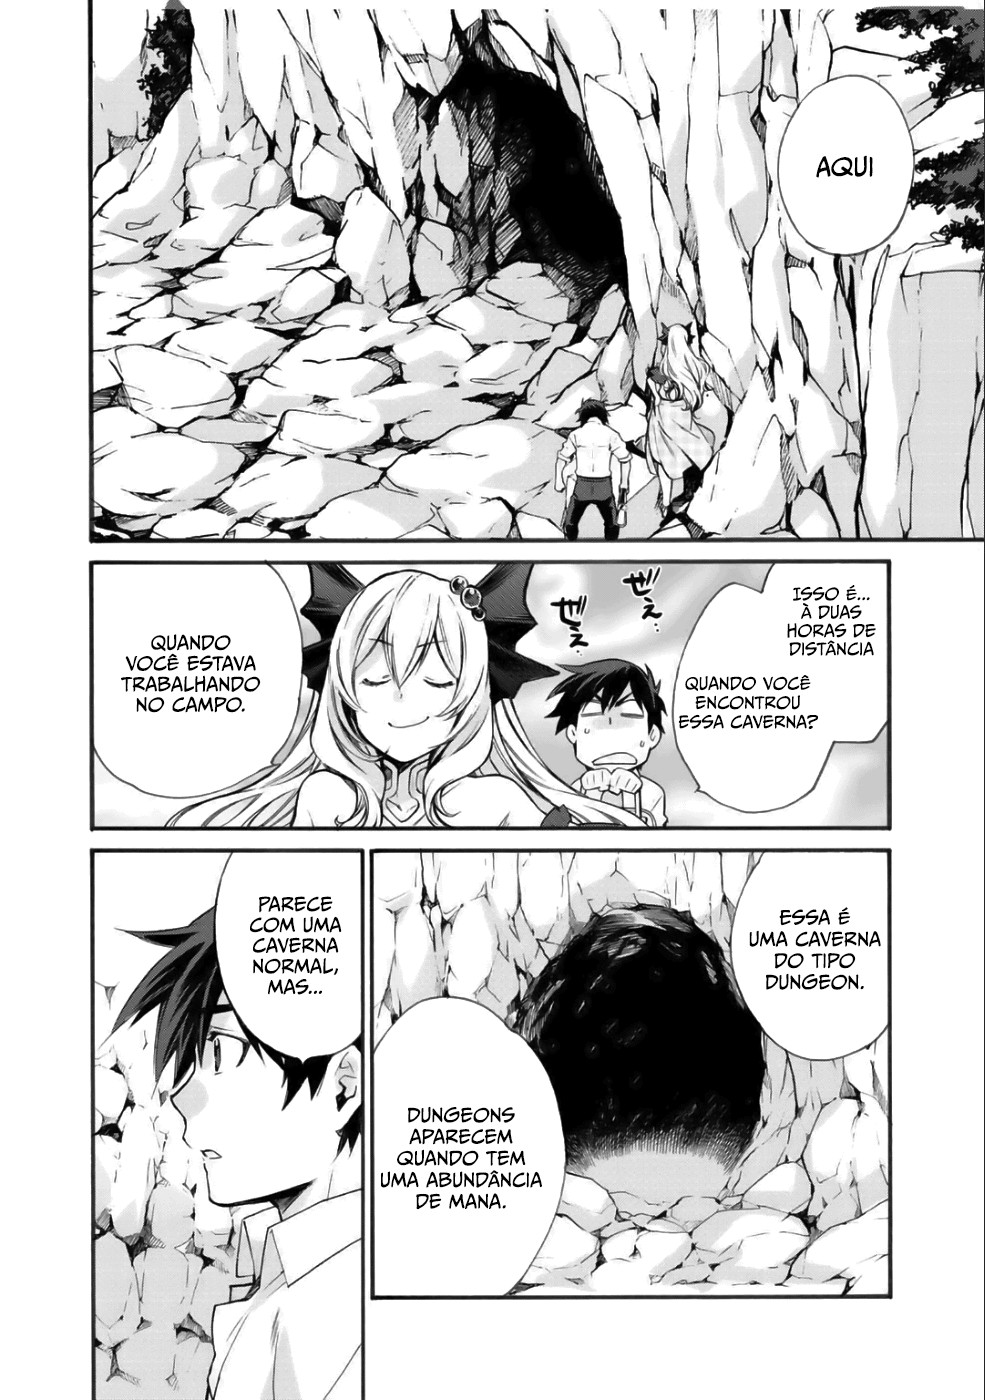 AQUI
ISSO É...
À DUAS
HORAS DE
DISTÂNCIA
QUANDO VOCÊ
ENCONTROU
ESSA CAVERNA?
ぜぇ
ぜぇ
QUANDO
VOCÊ ESTAVA
TRABALHANDO
NO CAMPO.
ESSA É
UMA CAVERNA
DO TIPO
DUNGEON.
DUNGEONS
APARECEM
QUANDO TEM
UMA ABUNDÂNCIA
DE MANA.
PARECE
COM UMA
CAVERNA
NORMAL,
MAS...